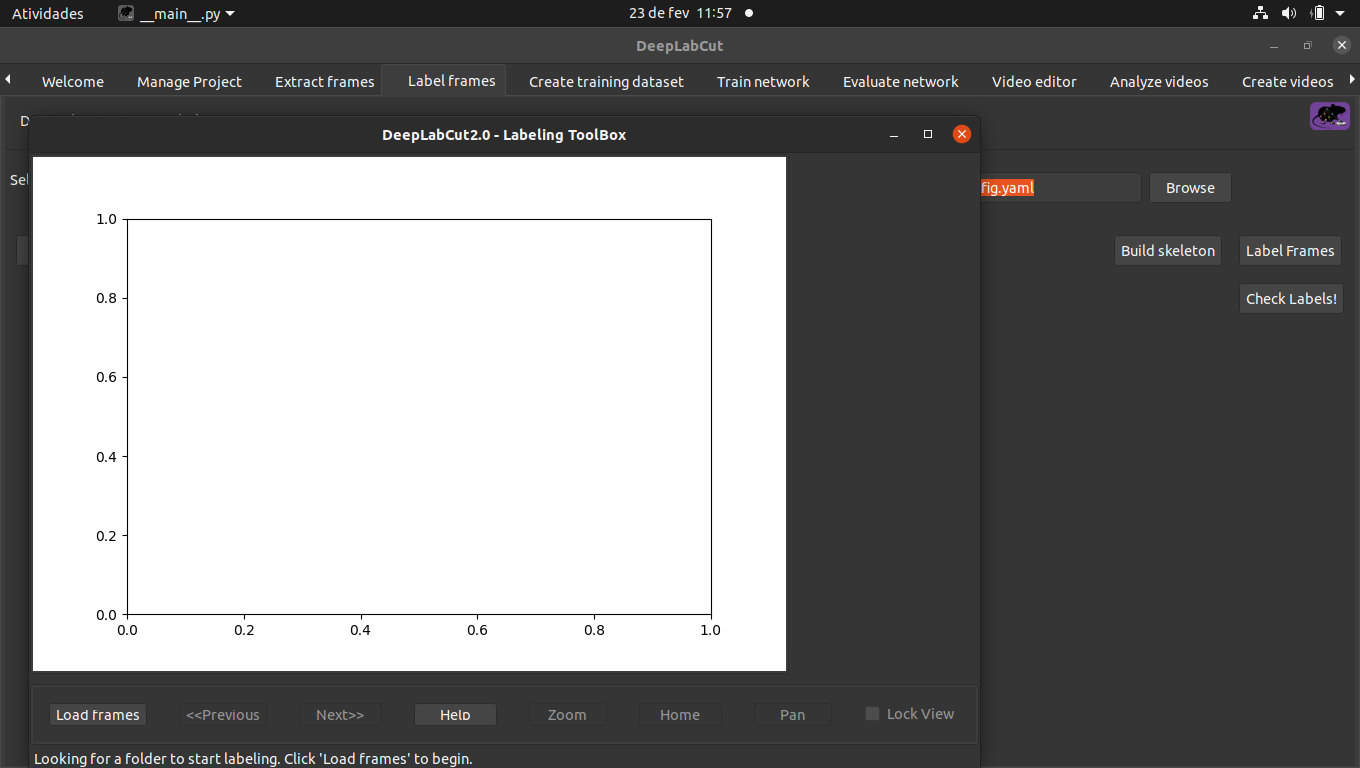 Atividades __main__.py 23 de fev 11:57
DeepLabCut
Welcome Manage Project Extract frames Label frames Create training dataset Train network Evaluate network Video editor Analyze videos Create videos
DeepLabCut2.0 - Labeling ToolBox
fig.yaml Browse
Build skeleton Label Frames
Check Labels!
1.0
0.8
0.6
0.4
0.2
0.0
0.0 0.2 0.4 0.6 0.8 1.0
Load frames <<Previous Next>> Help Zoom Home Pan Lock View
Looking for a folder to start labeling. Click 'Load frames' to begin.